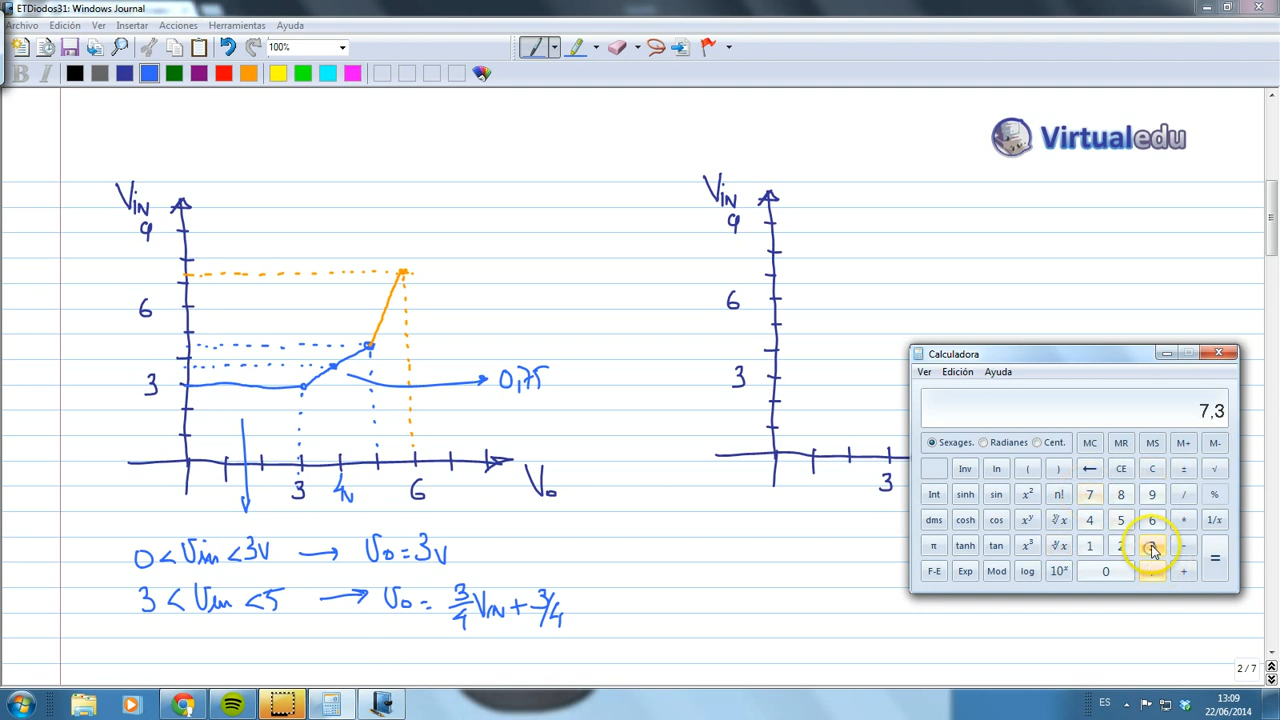 ETDiodos31: Windows Journal
Archivo Edición Ver Insertar Acciones Herramientas Ayuda
100%
B I
Virtualedu
VIN
9
6
3
0,75
3 4 6 Vo
VIN
9
6
3
3
0 < Vin < 3V → Vo = 3V
3 < Vin < 5 → Vo = 3/4 VIN + 3/4
Calculadora
Ver Edición Ayuda
7,3
Sexages. Radianes Cent. MC MR MS M+ M-
Inv ln ( ) ← CE C ± √
Int sinh sin x² n! 7 8 9 / %
dms cosh cos xʸ ʸ√x 4 5 6 * 1/x
π tanh tan x³ ³√x 1 2 3 - =
F-E Exp Mod log 10ˣ 0 , +
2 / 7
ES 13:09
22/06/2014